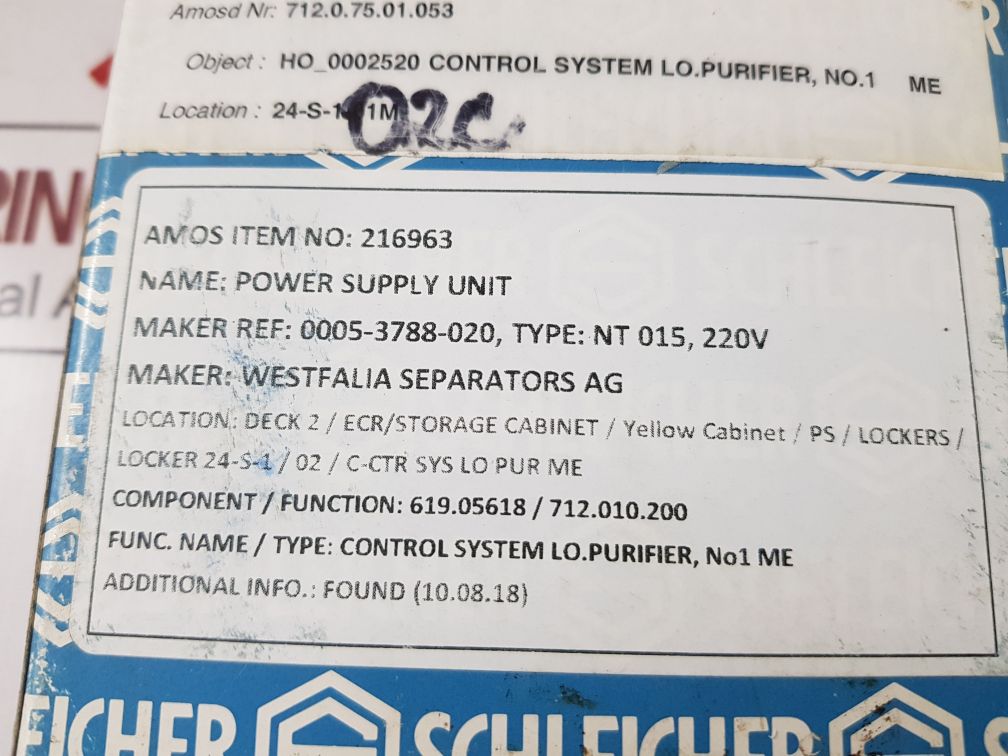 Amosd Nr: 712.0.75.01.053
Object: HO_0002520 CONTROL SYSTEM LO.PURIFIER, NO.1 ME
Location: 24-S-1 1M
02C
AMOS ITEM NO: 216963
NAME: POWER SUPPLY UNIT
MAKER REF: 0005-3788-020, TYPE: NT 015, 220V
MAKER: WESTFALIA SEPARATORS AG
LOCATION: DECK 2 / ECR/STORAGE CABINET / Yellow Cabinet / PS / LOCKERS /
LOCKER 24-S-1 / 02 / C-CTR SYS LO PUR ME
COMPONENT / FUNCTION: 619.05618 / 712.010.200
FUNC. NAME / TYPE: CONTROL SYSTEM LO.PURIFIER, No1 ME
ADDITIONAL INFO.: FOUND (10.08.18)
EICHER SCHLEICHER S